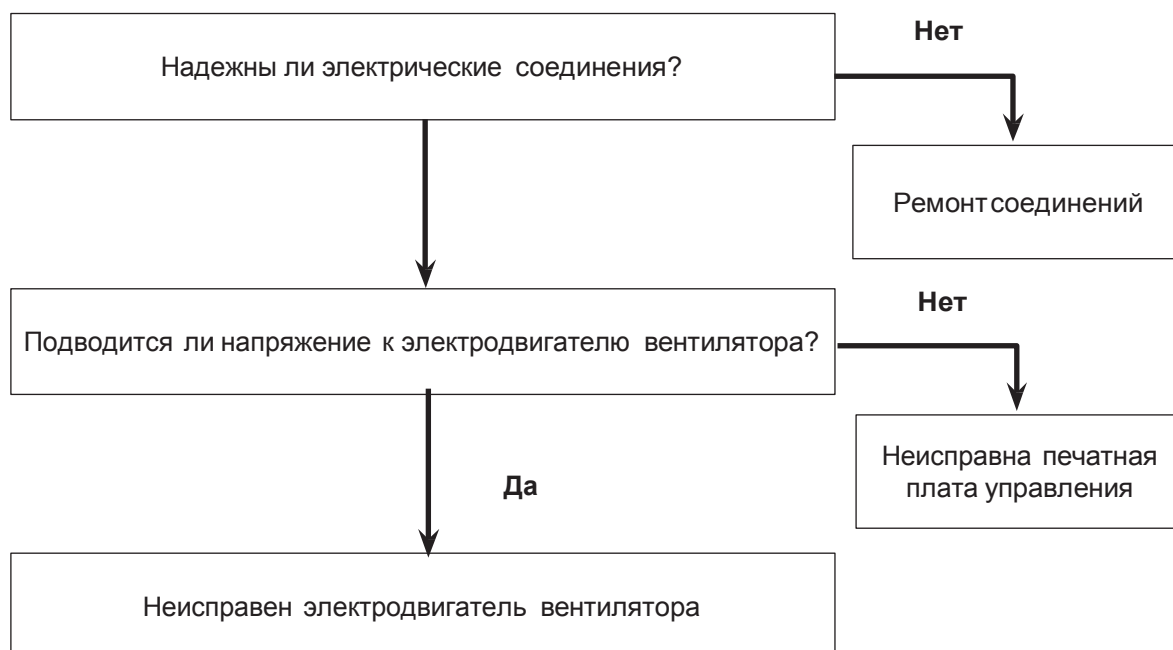 Нет
Надежны ли электрические соединения?
Ремонт соединений
Нет
Подводится ли напряжение к электродвигателю вентилятора?
Неисправна печатная
плата управления
Да
Неисправен электродвигатель вентилятора